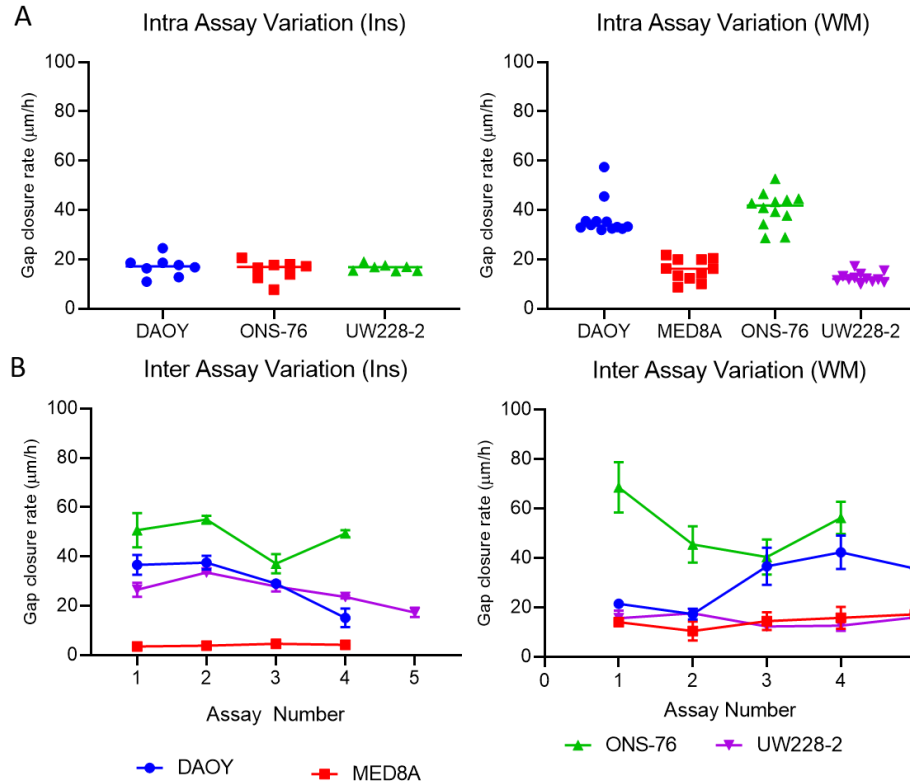 A
Intra Assay Variation (Ins)
Gap closure rate (μm/h)
100
80
60
40
20
0
DAOY ONS-76 UW228-2
Intra Assay Variation (WM)
Gap closure rate (μm/h)
100
80
60
40
20
0
DAOY MED8A ONS-76 UW228-2
B
Inter Assay Variation (Ins)
Gap closure rate (μm/h)
100
80
60
40
20
0
1 2 3 4 5
Assay Number
Inter Assay Variation (WM)
Gap closure rate (μm/h)
100
80
60
40
20
0
0 1 2 3 4
Assay Number
DAOY MED8A ONS-76 UW228-2